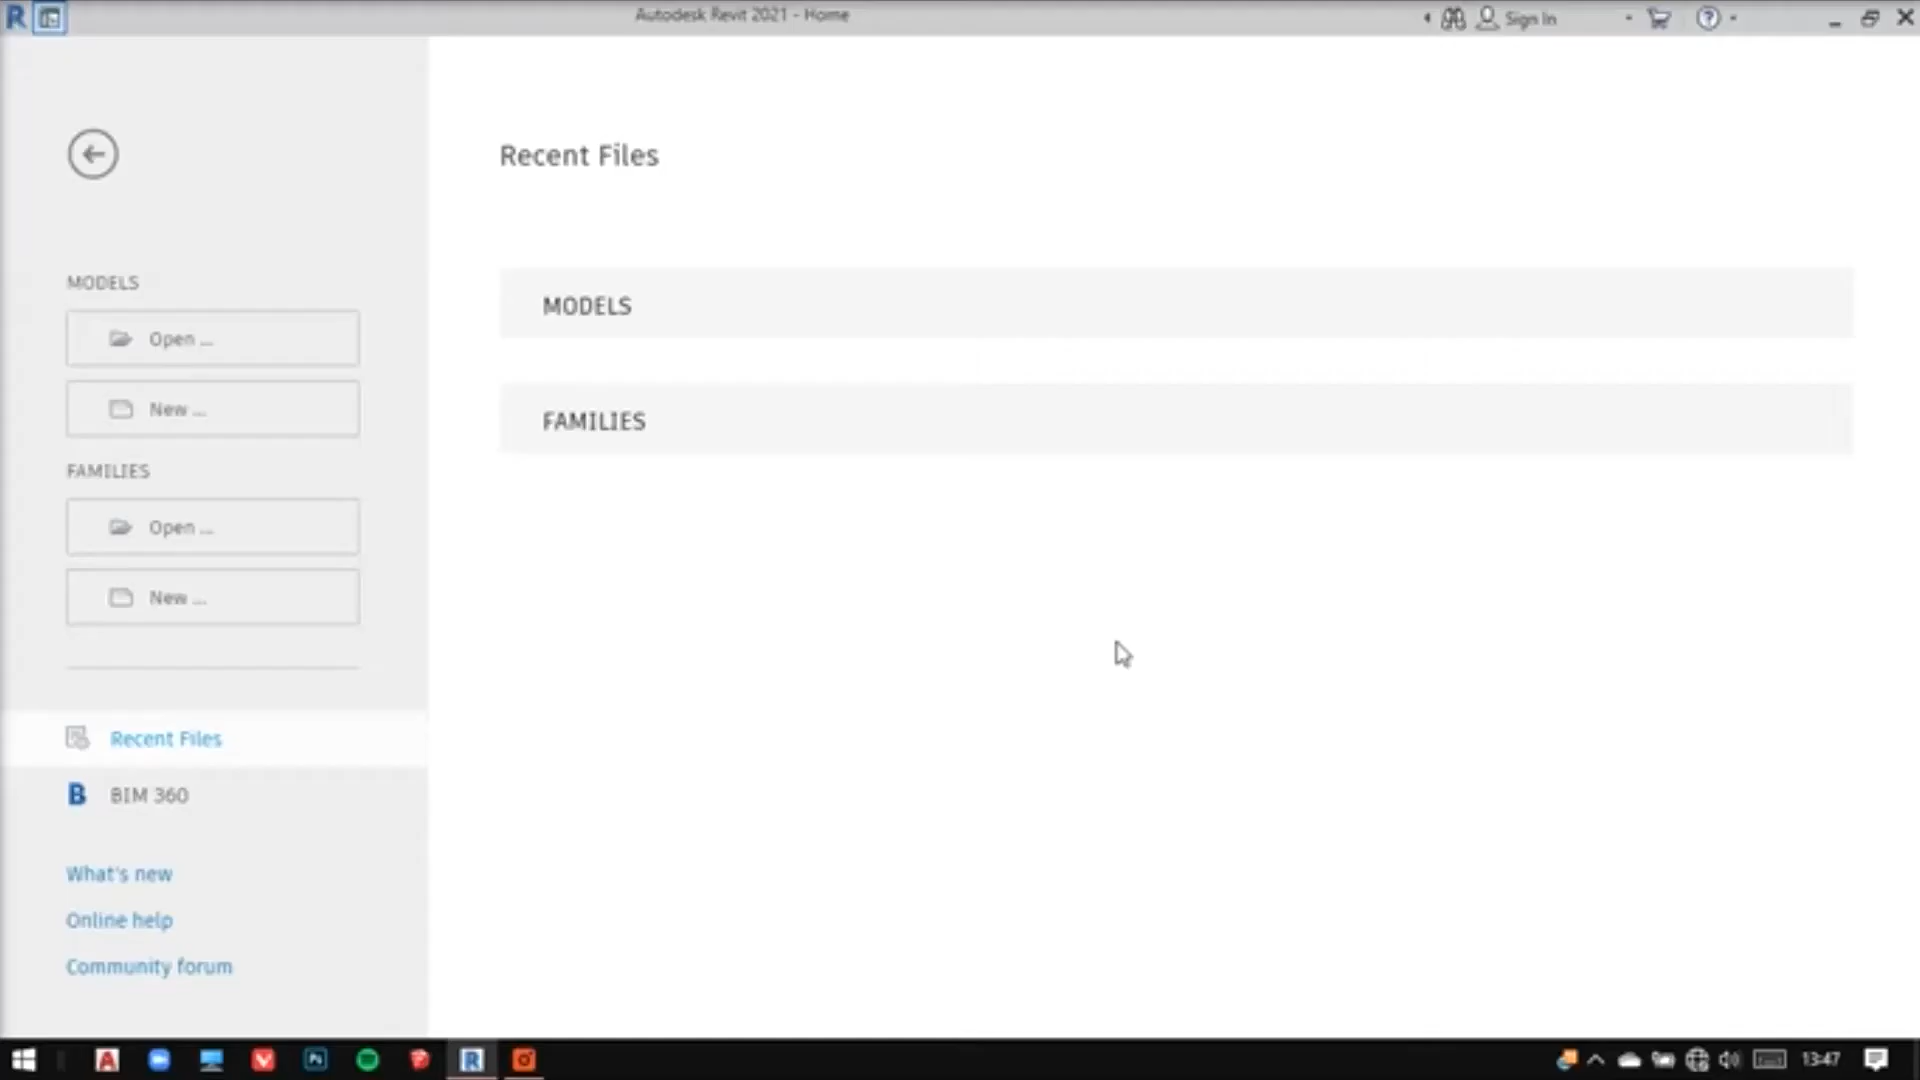 Autodesk Revit 2021 - Home
Sign In
Recent Files
MODELS
Open ...
New ...
FAMILIES
Open ...
New ...
Recent Files
BIM 360
What's new
Online help
Community forum
MODELS
FAMILIES
13:47